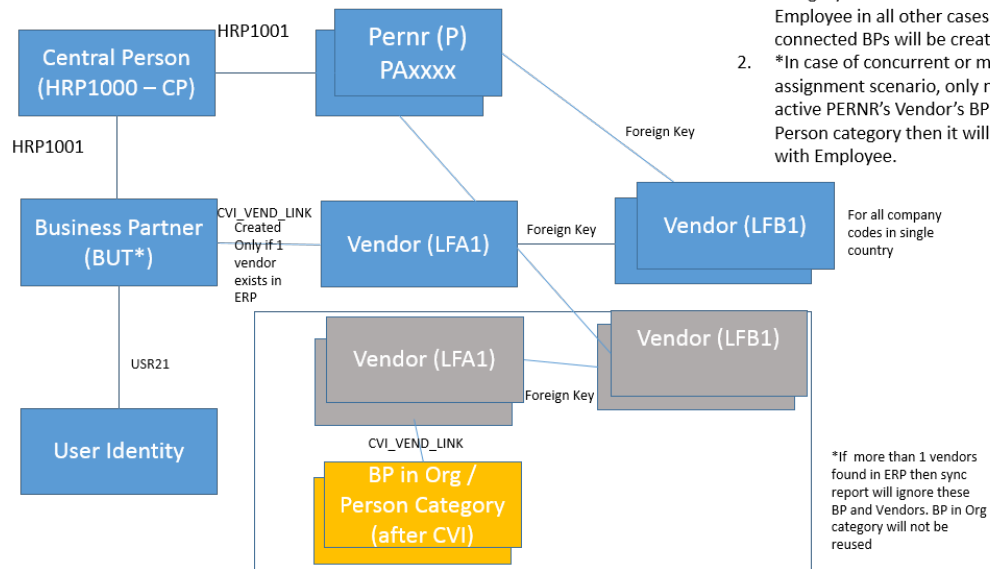 Employee in all other cases
connected BPs will be creat
2. *In case of concurrent or m
assignment scenario, only
active PERNR's Vendor's BP
Person category then it will
with Employee.
HRP1001
Central Person
(HRP1000 – CP)
Pernr (P)
PAxxxx
HRP1001
Foreign Key
Business Partner
(BUT*)
CVI_VEND_LINK
Created
Only if 1
vendor
exists in
ERP
Vendor (LFA1)
Foreign Key
Vendor (LFB1)
For all company
codes in single
country
USR21
User Identity
Vendor (LFA1)
Foreign Key
Vendor (LFB1)
CVI_VEND_LINK
BP in Org /
Person Category
(after CVI)
*If more than 1 vendors
found in ERP then sync
report will ignore these
BP and Vendors. BP in Org
category will not be
reused